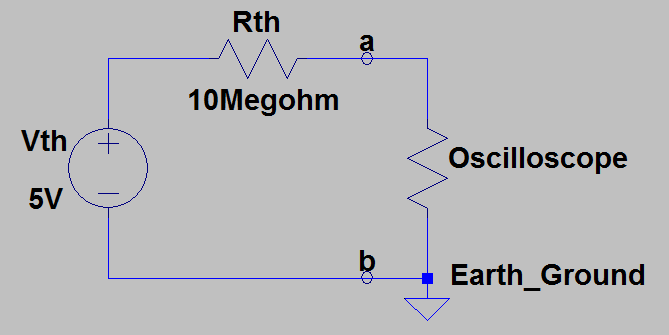 Rth
a
10Megohm
Vth
+
Oscilloscope
−
5V
b
Earth_Ground